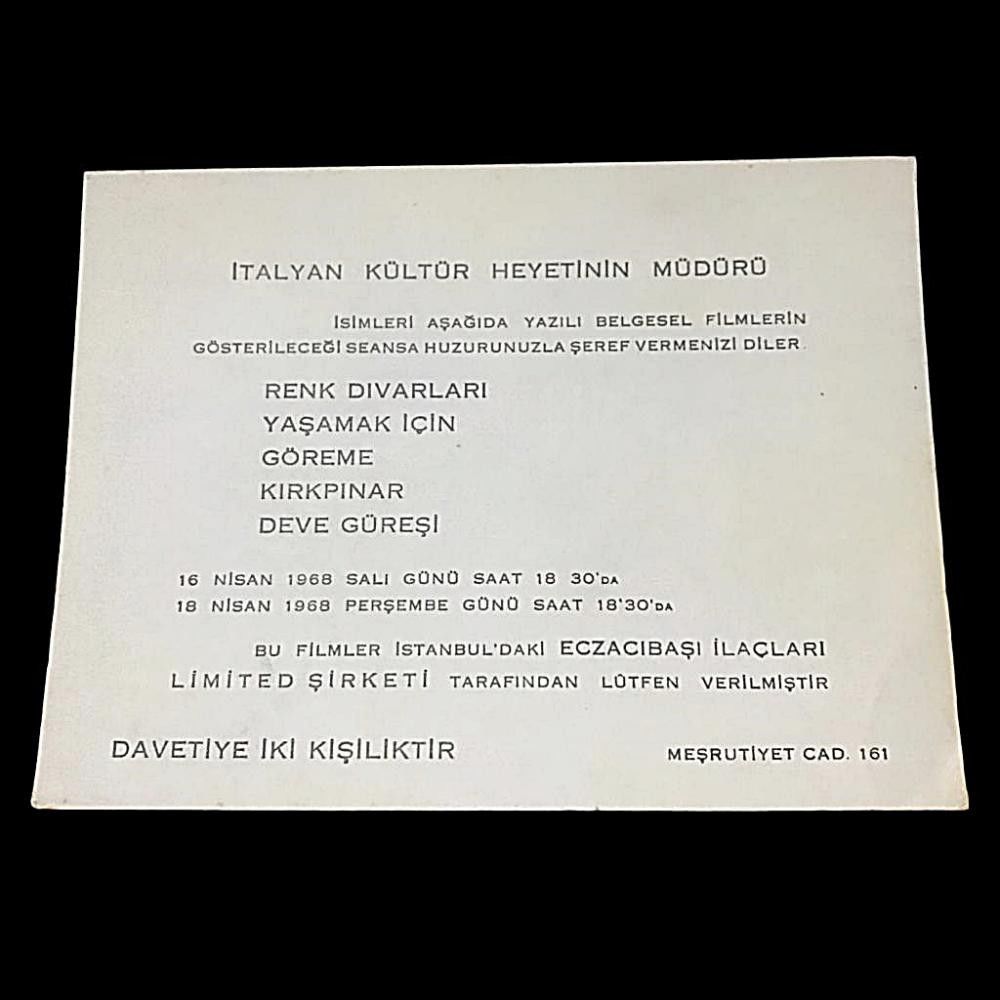 İTALYAN KÜLTÜR HEYETİNİN MÜDÜRÜ
İSİMLERİ AŞAĞIDA YAZILI BELGESEL FİLMLERİN
GÖSTERİLECEĞİ SEANSA HUZURUNUZLA ŞEREF VERMENİZİ DİLER.
RENK DIVARLARI
YAŞAMAK İÇİN
GÖREME
KIRKPINAR
DEVE GÜREŞİ
16 NİSAN 1968 SALI GÜNÜ SAAT 18 30'DA
18 NİSAN 1968 PERŞEMBE GÜNÜ SAAT 18'30'DA
BU FİLMLER İSTANBUL'DAKİ ECZACIBAŞI İLAÇLARI
LİMİTED ŞİRKETİ TARAFINDAN LÜTFEN VERİLMİŞTİR
DAVETİYE İKİ KİŞİLİKTİR
MEŞRUTİYET CAD. 161